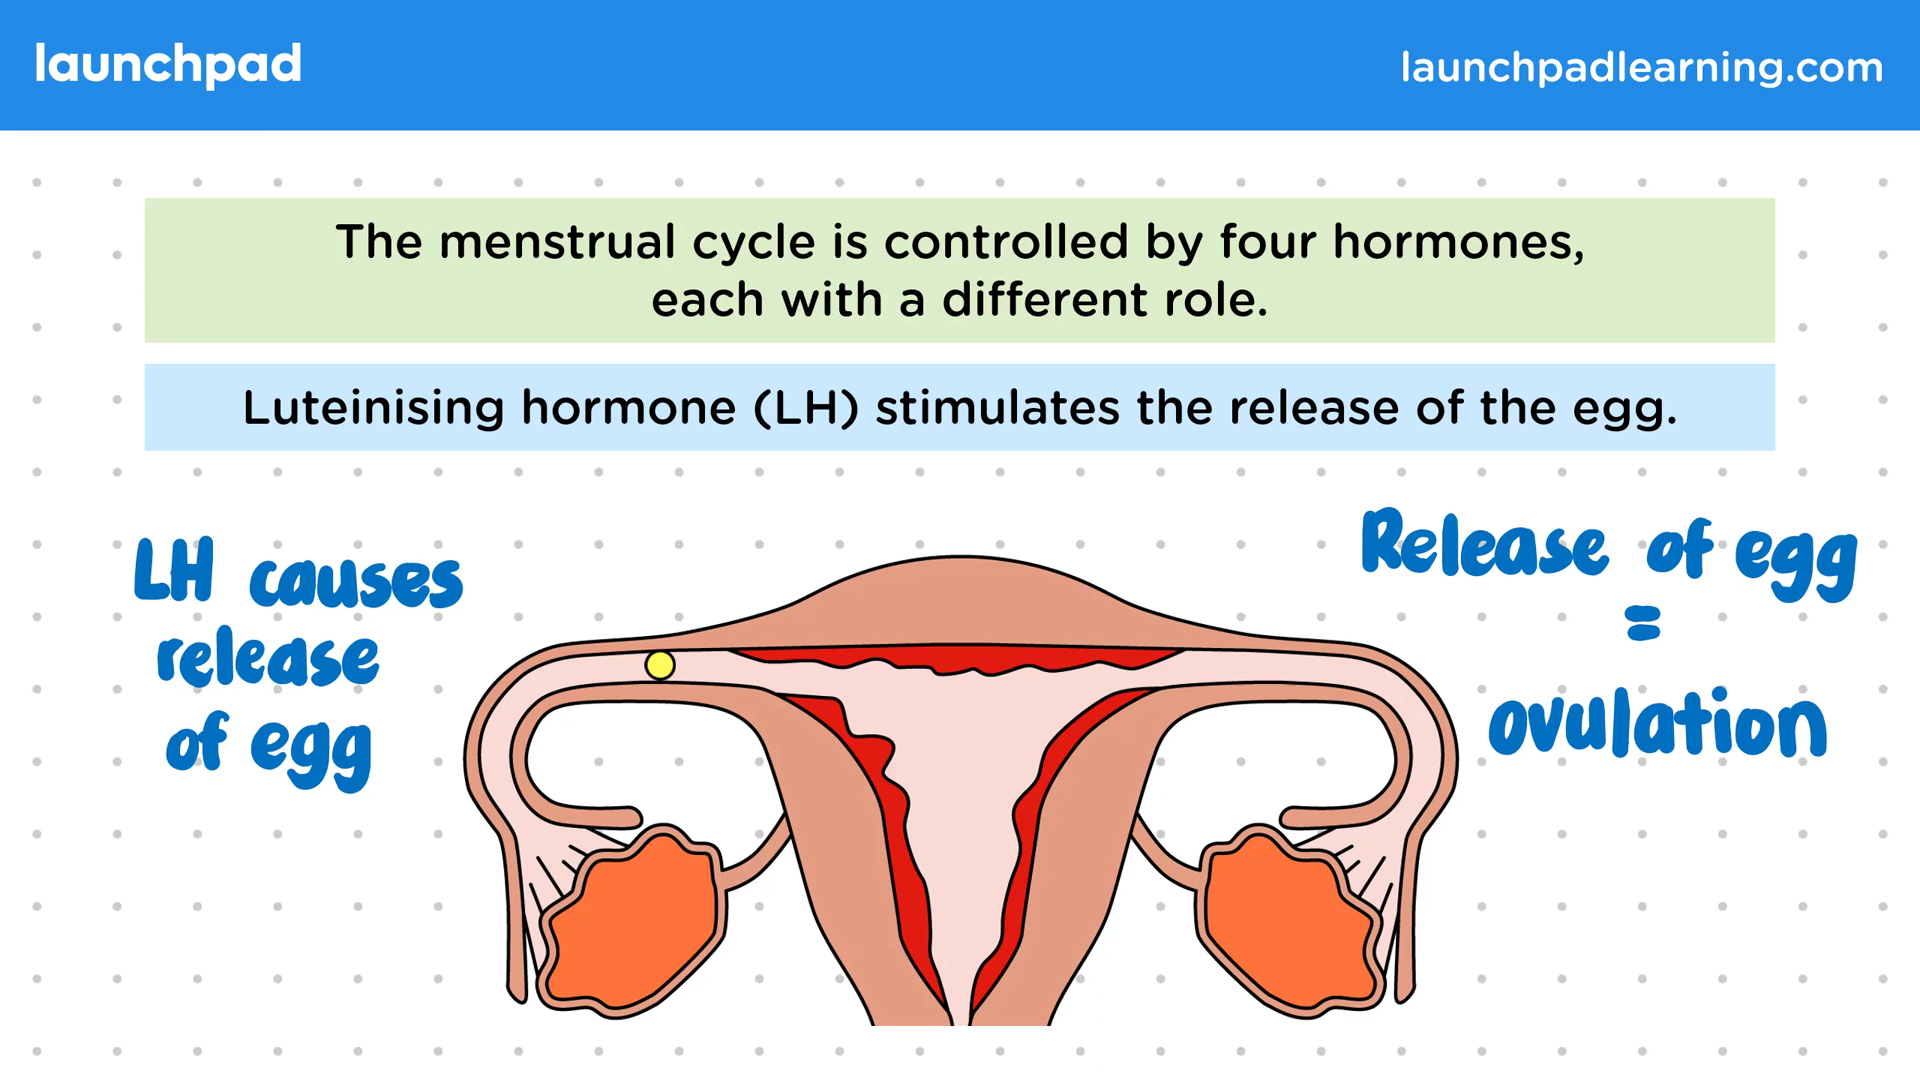 launchpad
launchpadlearning.com
The menstrual cycle is controlled by four hormones,
each with a different role.
Luteinising hormone (LH) stimulates the release of the egg.
LH causes
release
of egg
Release of egg
=
ovulation